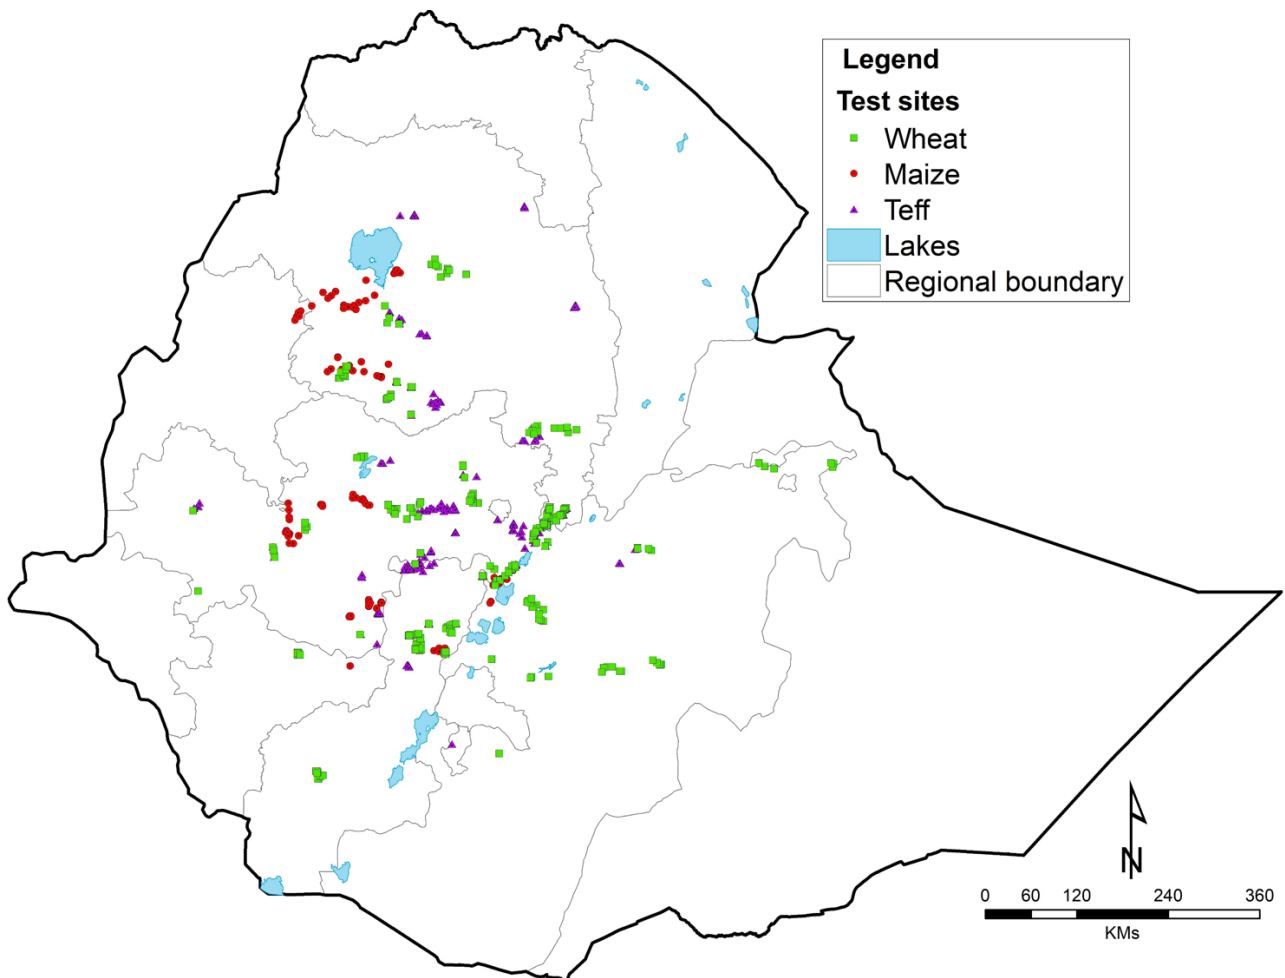 Legend
Test sites
Wheat
Maize
Teff
Lakes
Regional boundary
N
0 60 120 240 360
KMs